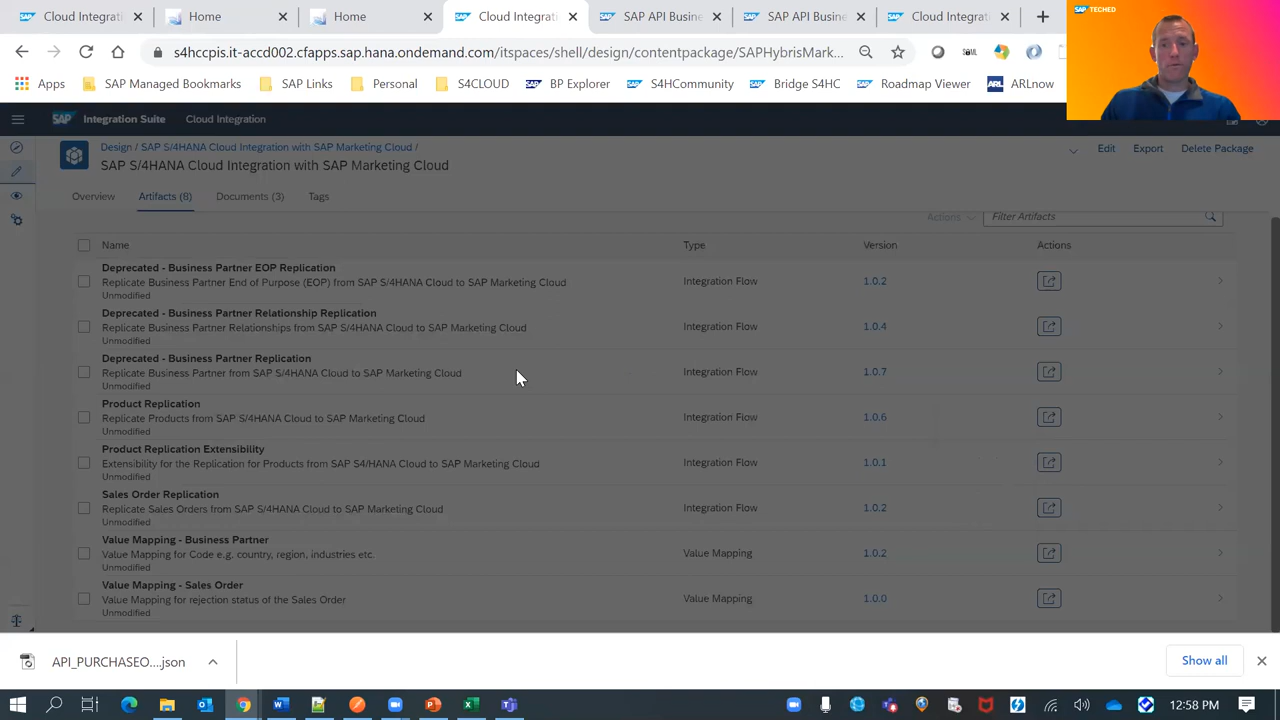 Cloud Integrati
Home
Home
Cloud Integration
SAP API Busine
SAP API Busine
Cloud Integratio
SAP TECHED
s4hccpis.it-accd002.cfapps.sap.hana.ondemand.com/itspaces/shell/design/contentpackage/SAPHybrisMark...
Apps
SAP Managed Bookmarks
SAP Links
Personal
S4CLOUD
BP Explorer
S4HCommunity
Bridge S4HC
Roadmap Viewer
ARL
ARLnow
SAP
Integration Suite
Cloud Integration
Design / SAP S/4HANA Cloud Integration with SAP Marketing Cloud /
SAP S/4HANA Cloud Integration with SAP Marketing Cloud
Edit
Export
Delete Package
Overview
Artifacts (8)
Documents (3)
Tags
Actions
Filter Artifacts
Name
Type
Version
Actions
Deprecated - Business Partner EOP Replication
Replicate Business Partner End of Purpose (EOP) from SAP S/4HANA Cloud to SAP Marketing Cloud
Unmodified
Integration Flow
1.0.2
Deprecated - Business Partner Relationship Replication
Replicate Business Partner Relationships from SAP S/4HANA Cloud to SAP Marketing Cloud
Unmodified
Integration Flow
1.0.4
Deprecated - Business Partner Replication
Replicate Business Partner from SAP S/4HANA Cloud to SAP Marketing Cloud
Unmodified
Integration Flow
1.0.7
Product Replication
Replicate Products from SAP S/4HANA Cloud to SAP Marketing Cloud
Unmodified
Integration Flow
1.0.6
Product Replication Extensibility
Extensibility for the Replication for Products from SAP S4/HANA Cloud to SAP Marketing Cloud
Unmodified
Integration Flow
1.0.1
Sales Order Replication
Replicate Sales Orders from SAP S/4HANA Cloud to SAP Marketing Cloud
Unmodified
Integration Flow
1.0.2
Value Mapping - Business Partner
Value Mapping for Code e.g. country, region, industries etc.
Unmodified
Value Mapping
1.0.2
Value Mapping - Sales Order
Value Mapping for rejection status of the Sales Order
Unmodified
Value Mapping
1.0.0
API_PURCHASEO....json
Show all
12:58 PM